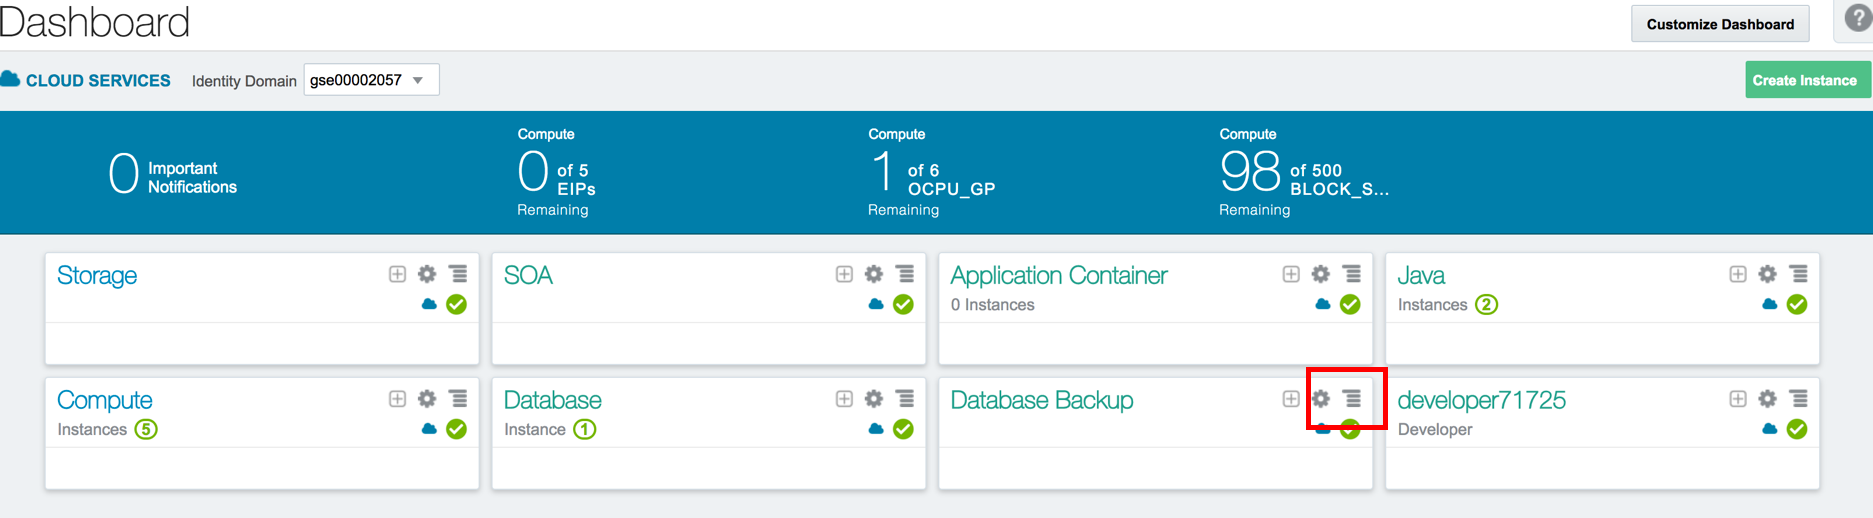 Dashboard
Customize Dashboard
?
CLOUD SERVICES
Identity Domain
gse00002057
Create Instance
0
Important
Notifications
Compute
0 of 5
EIPs
Remaining
Compute
1 of 6
OCPU_GP
Remaining
Compute
98 of 500
BLOCK_S...
Remaining
Storage
SOA
Application Container
0 Instances
Java
Instances 2
Compute
Instances 5
Database
Instance 1
Database Backup
developer71725
Developer